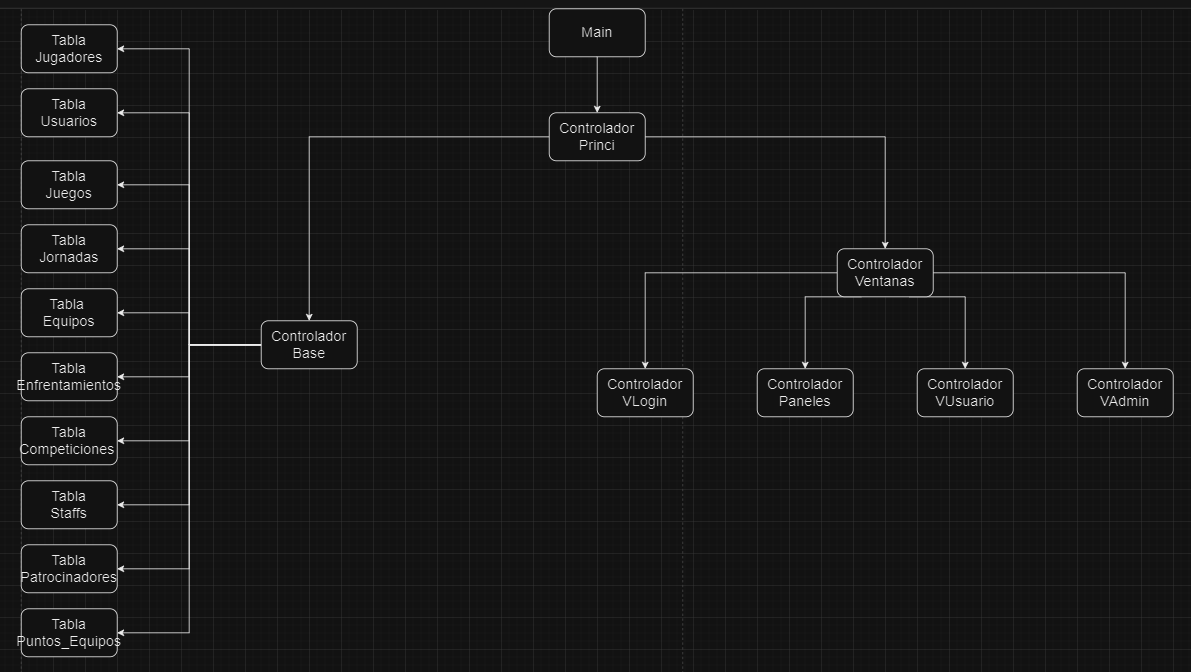 Main
Controlador
Princi
Controlador
Base
Controlador
Ventanas
Tabla
Jugadores
Tabla
Usuarios
Tabla
Juegos
Tabla
Jornadas
Tabla
Equipos
Tabla
Enfrentamientos
Tabla
Competiciones
Tabla
Staffs
Tabla
Patrocinadores
Tabla
Puntos_Equipos
Controlador
VLogin
Controlador
Paneles
Controlador
VUsuario
Controlador
VAdmin